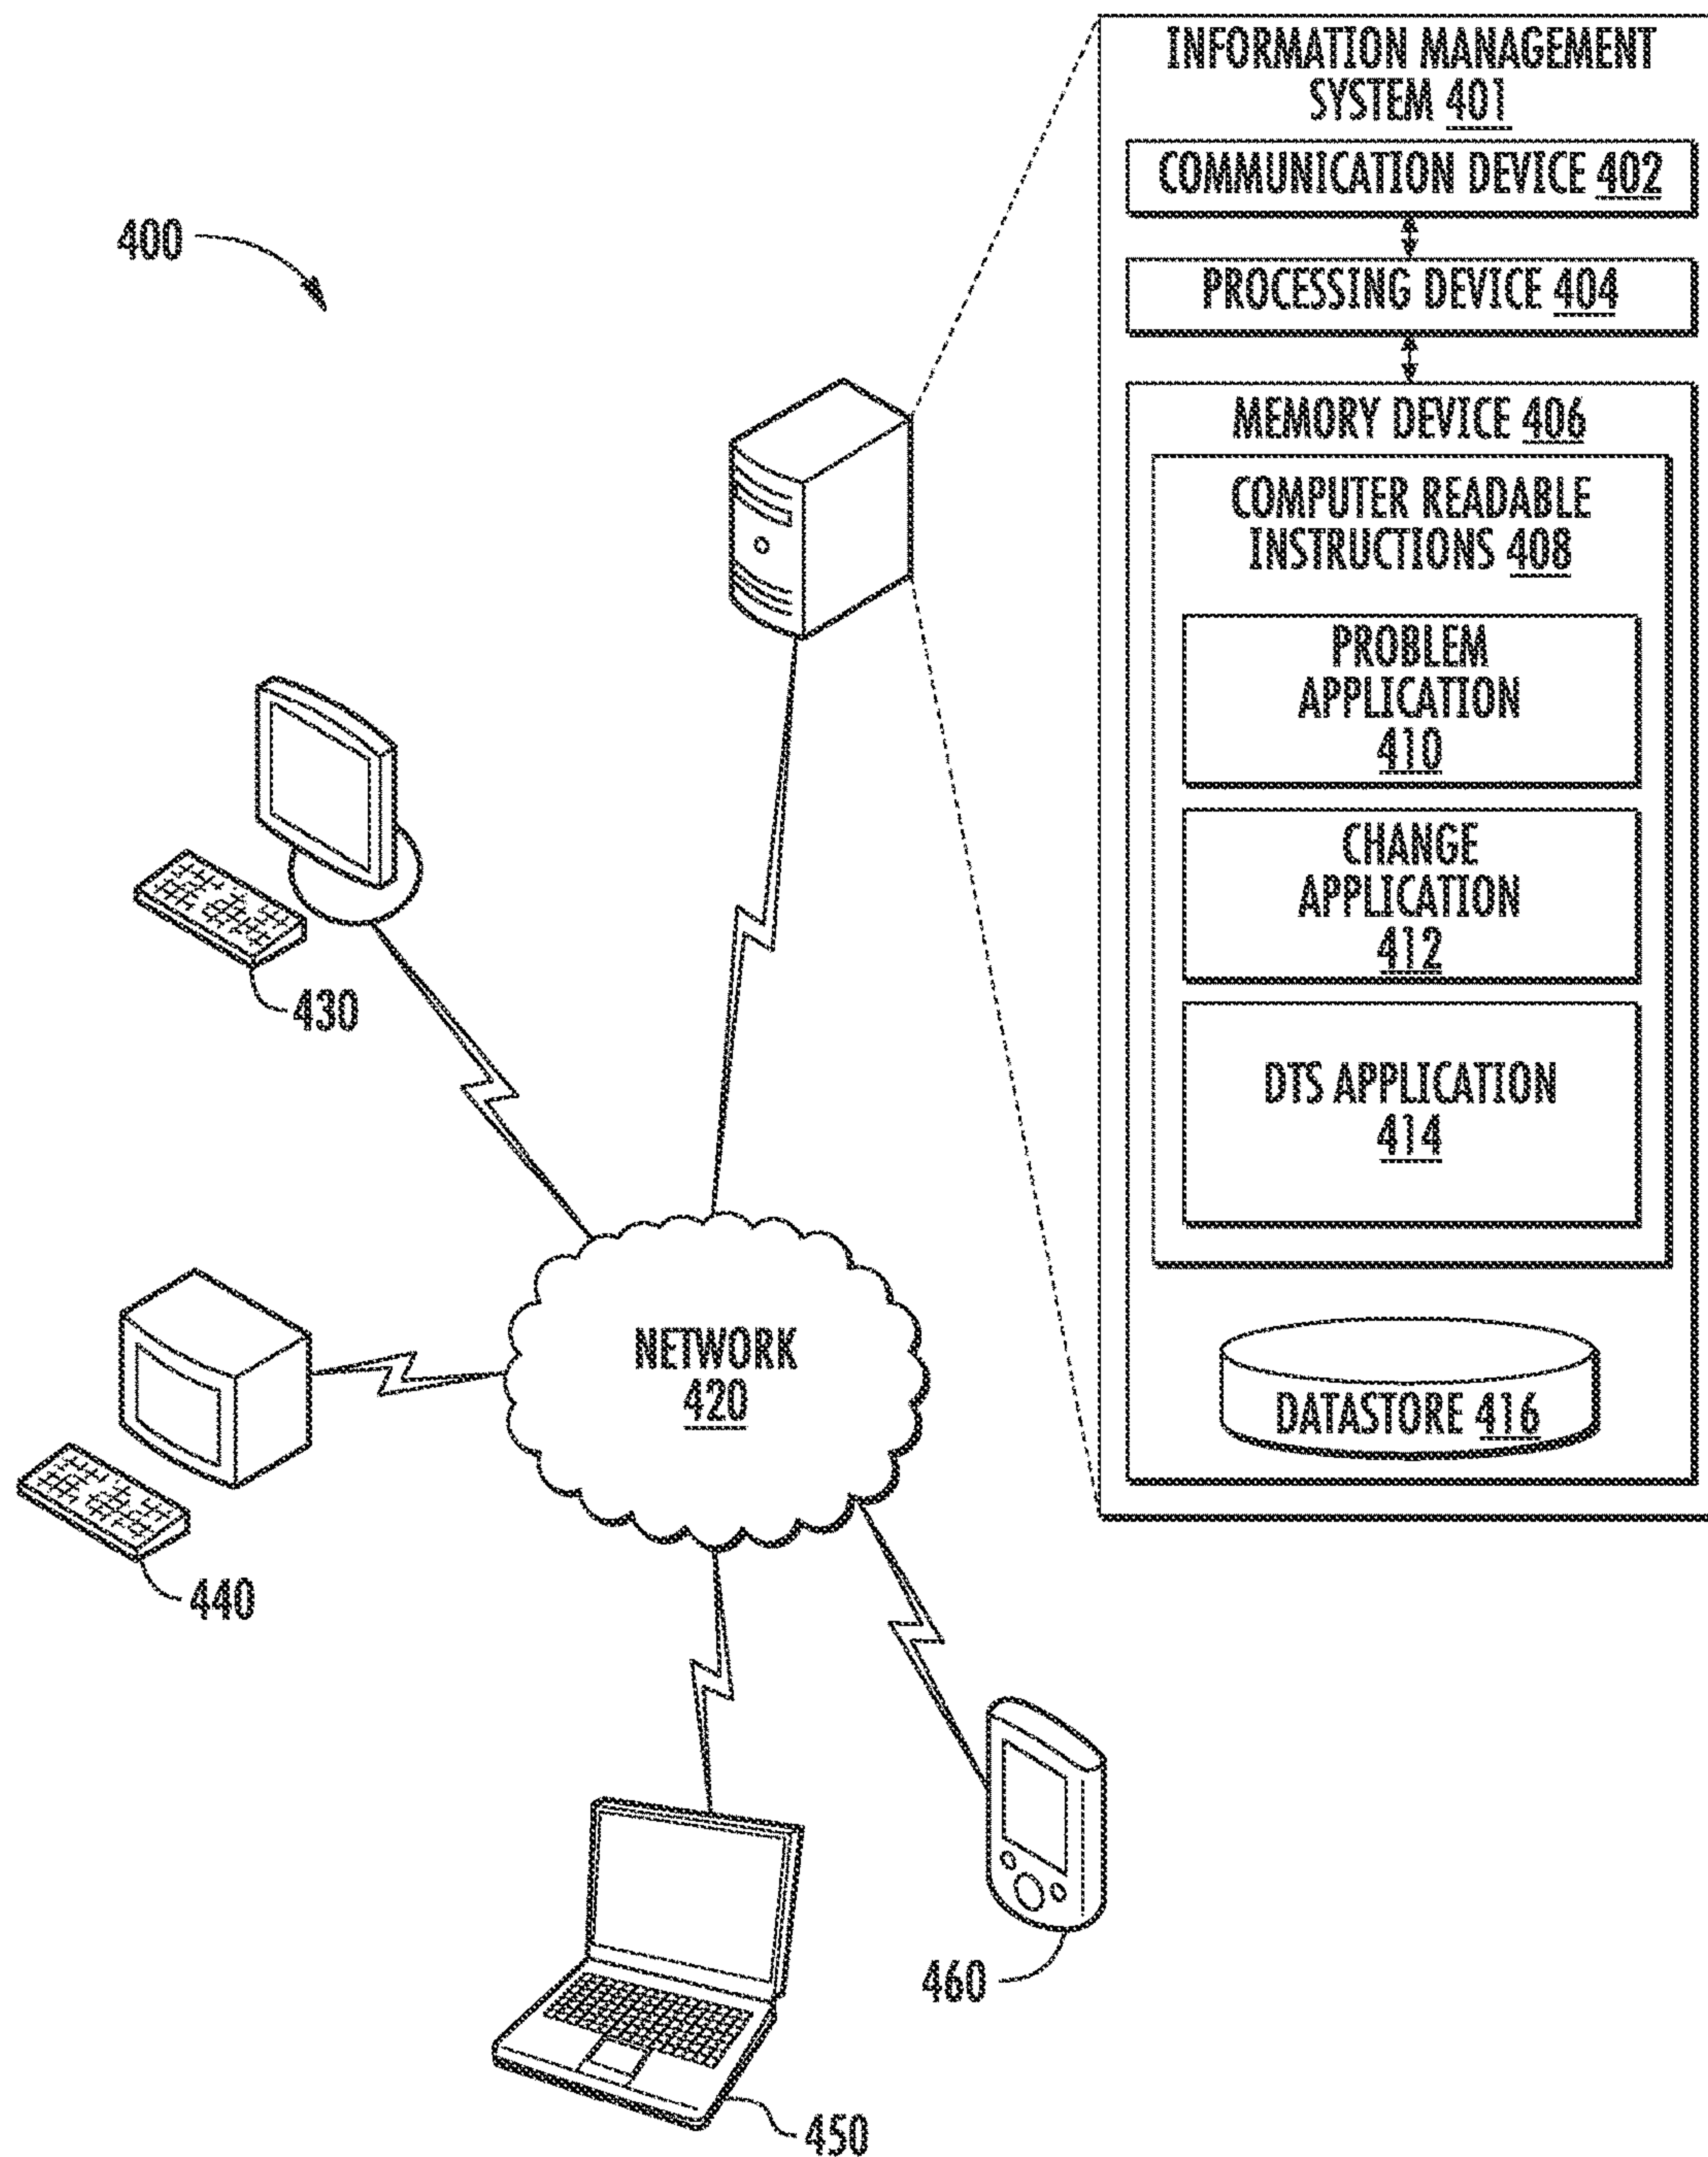 INFORMATION MANAGEMENT
SYSTEM 401
COMMUNICATION DEVICE 402
400
PROCESSING DEVICE 404
MEMORY DEVICE 406
COMPUTER READABLE
INSTRUCTIONS 408
PROBLEM
APPLICATION
410
CHANGE
APPLICATION
412
430
DTS APPLICATION
414
NETWORK
420
DATASTORE 416
440
460
450